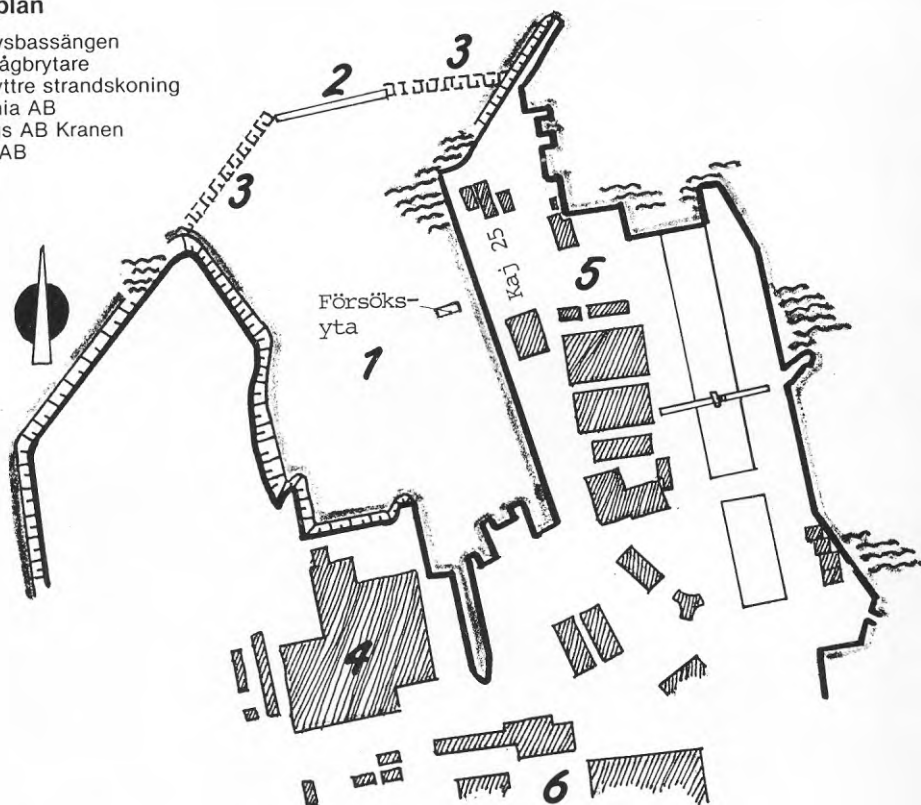 plan
ysbassängen
ågbrytare
yttre strandskoning
nia AB
s AB Kranen
AB
3
2
3
Kaj 25
5
Försöks-
yta
1
4
6